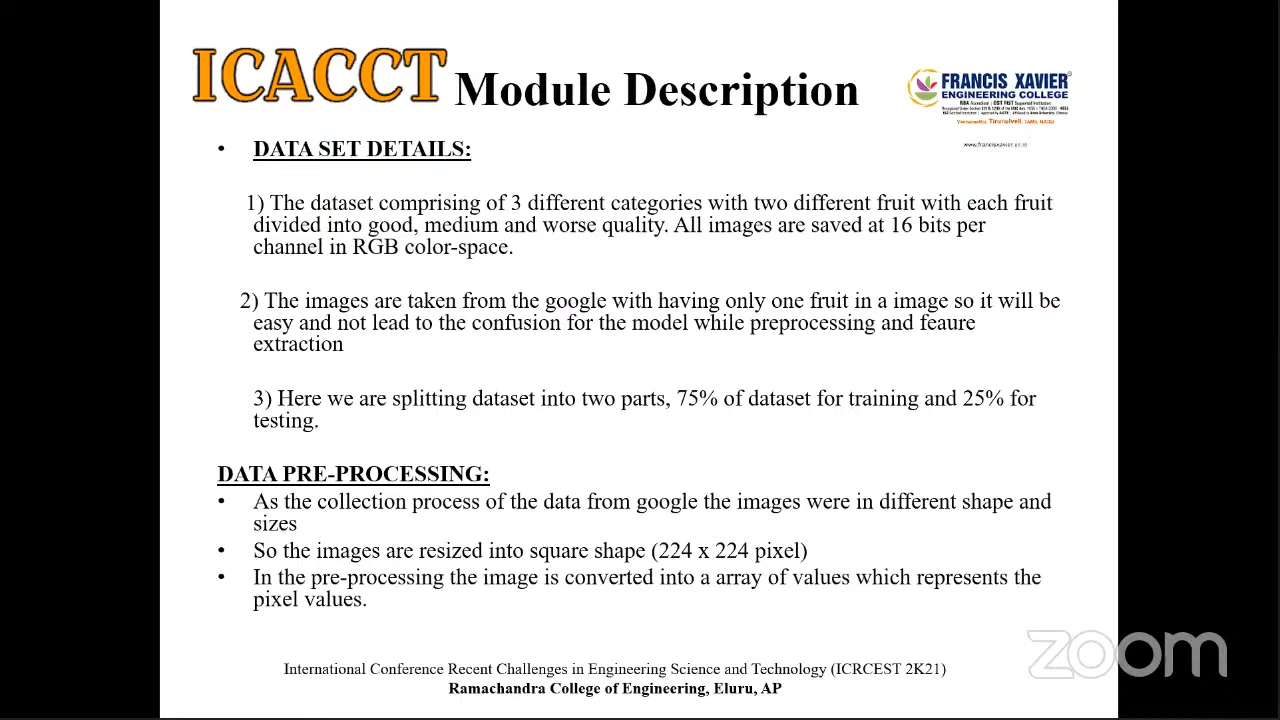 ICACCT Module Description
FRANCIS XAVIER
ENGINEERING COLLEGE
Vannarpettai, Tirunelveli, TAMIL NADU
www.francisxavier.ac.in
• DATA SET DETAILS:
1) The dataset comprising of 3 different categories with two different fruit with each fruit
divided into good, medium and worse quality. All images are saved at 16 bits per
channel in RGB color-space.
2) The images are taken from the google with having only one fruit in a image so it will be
easy and not lead to the confusion for the model while preprocessing and feaure
extraction
3) Here we are splitting dataset into two parts, 75% of dataset for training and 25% for
testing.
DATA PRE-PROCESSING:
• As the collection process of the data from google the images were in different shape and
sizes
• So the images are resized into square shape (224 x 224 pixel)
• In the pre-processing the image is converted into a array of values which represents the
pixel values.
International Conference Recent Challenges in Engineering Science and Technology (ICRCEST 2K21)
Ramachandra College of Engineering, Eluru, AP
zoom